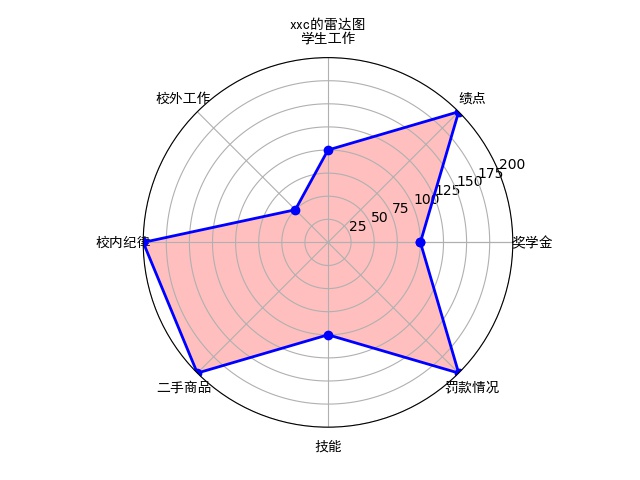 xxc的雷达图
学生工作
校外工作
绩点
200
175
150
125
100
75
50
25
校内纪律
奖学金
二手商品
罚款情况
技能